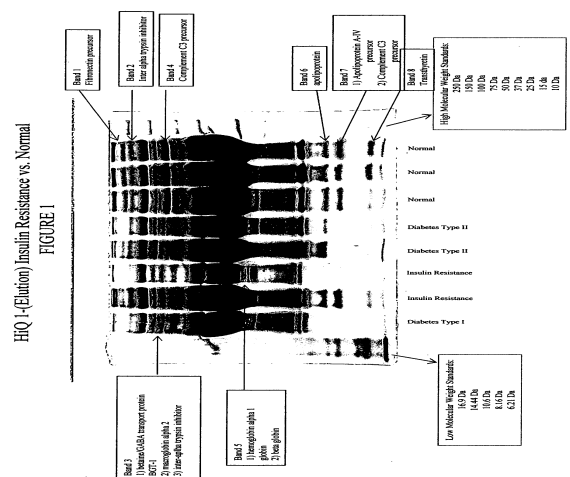 HiQ 1-(Elution) Insulin Resistance vs. Normal
FIGURE 1
Band 1
Fibronectin precursor
Band 2
Inter alpha trypsin inhibitor
Band 4
Complement C3 precursor
Band 6
apolipoprotein
Band 7
1) Apolipoprotein A-IV
precursor
2) Complement C3
precursor
Band 8
Transthyretin
High Molecular Weight Standards:
250 Da
150 Da
100 Da
75 Da
50 Da
37 Da
25 Da
15 da
10 Da
Normal
Normal
Normal
Diabetes Type II
Diabetes Type II
Insulin Resistance
Insulin Resistance
Diabetes Type I
Band 3
1) betaine/GABA transport protein
BGT-1
2) macroglobin alpha 2
3) inter-aplha trypsin inhibitor
Band 5
1) hemoglobin alpha 1
globin
2) beta globin
Low Molecular Weight Standards:
16.9 Da
14.44 Da
10.6 Da
8.16 Da
6.21 Da